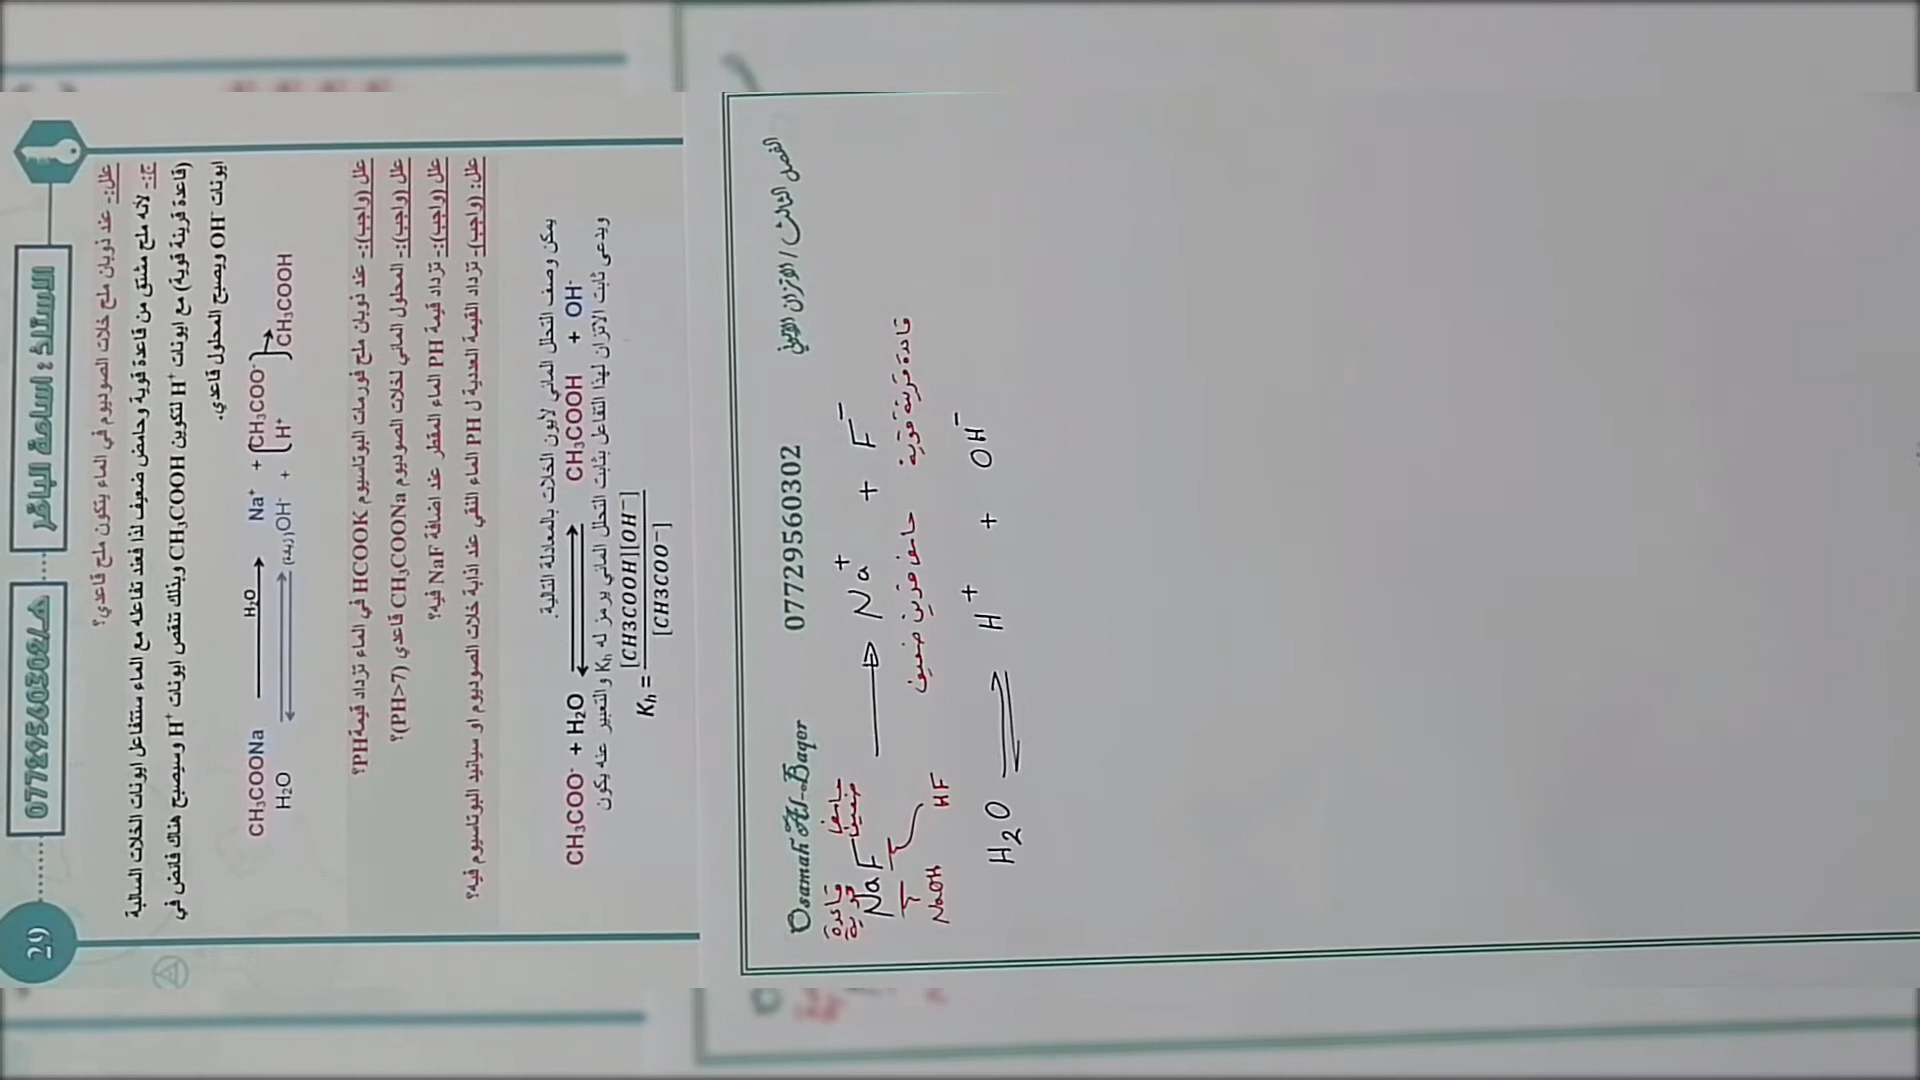 29
07729560302/هـ
الاستاذ : اسامة الباقر
علل:- عند ذوبان ملح خلات الصوديوم في الماء يتكون ملح قاعدي؟
ج:- لأنه ملح مشتق من قاعدة قوية وحامض ضعيف لذا فعند تفاعله مع الماء ستتفاعل ايونات الخلات السالبة
(قاعدة قرينة قوية) مع ايونات H⁺ لتكوين CH₃COOH وبذلك تنقص ايونات H⁺ وسيصبح هناك فائض في
ايونات OH⁻ ويصبح المحلول قاعدي.
CH₃COONa H₂O→ Na⁺ + CH₃COO⁻
H₂O ⇌ (زيادة)OH⁻ + H⁺
CH₃COOH
علل (واجب):- عند ذوبان ملح فورمات البوتاسيوم HCOOK في الماء تزداد قيمة PH؟
علل (واجب):- المحلول المائي لخلات الصوديوم CH₃COONa قاعدي (PH>7)؟
علل (واجب):- تزداد قيمة PH الماء المقطر عند اضافة NaF فيه؟
علل: (واجب)- تزداد القيمة العددية ل PH الماء النقي عند اذابة خلات الصوديوم او سيانيد البوتاسيوم فيه؟
يمكن وصف التحلل المائي لأيون الخلات بالمعادلة التالية.
CH₃COO⁻ + H₂O ⇌ CH₃COOH + OH⁻
ويدعى ثابت الاتزان لهذا التفاعل بثابت التحلل المائي يرمز له Kₕ والتعبير عنه يكون
Kₕ = [CH3COOH][OH⁻] / [CH3COO⁻]
Osamah Al-Baqer
07729560302
الفصل الثالث / الاتزان الايوني
قاعدة قوية
حامض ضعيف
NaF → Na⁺ + F⁻
حامض قرين ضعيف
قاعدة قرينة قوية
NaOH HF
H₂O ⇌ H⁺ + OH⁻